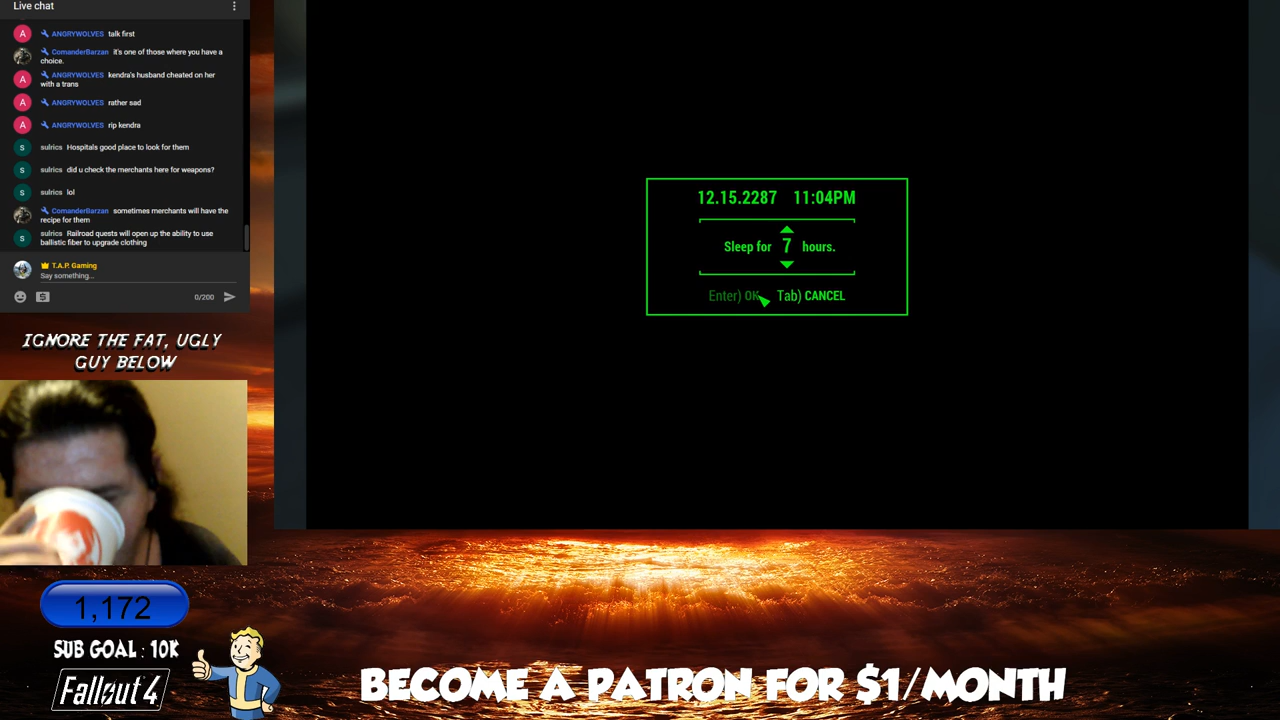 Live chat
ANGRYWOLVES talk first
ComanderBarzan it's one of those where you have a
choice.
ANGRYWOLVES kendra's husband cheated on her
with a trans
ANGRYWOLVES rather sad
ANGRYWOLVES rip kendra
sulrics Hospitals good place to look for them
sulrics did u check the merchants here for weapons?
sulrics lol
ComanderBarzan sometimes merchants will have the
recipe for them
sulrics Railroad quests will open up the ability to use
ballistic fiber to upgrade clothing
T.A.P. Gaming
Say something...
0/200
12.15.2287 11:04PM
Sleep for 7 hours.
Enter) OK Tab) CANCEL
IGNORE THE FAT, UGLY
GUY BELOW
1,172
SUB GOAL : 10K
Fallout 4
BECOME A PATRON FOR $1/MONTH